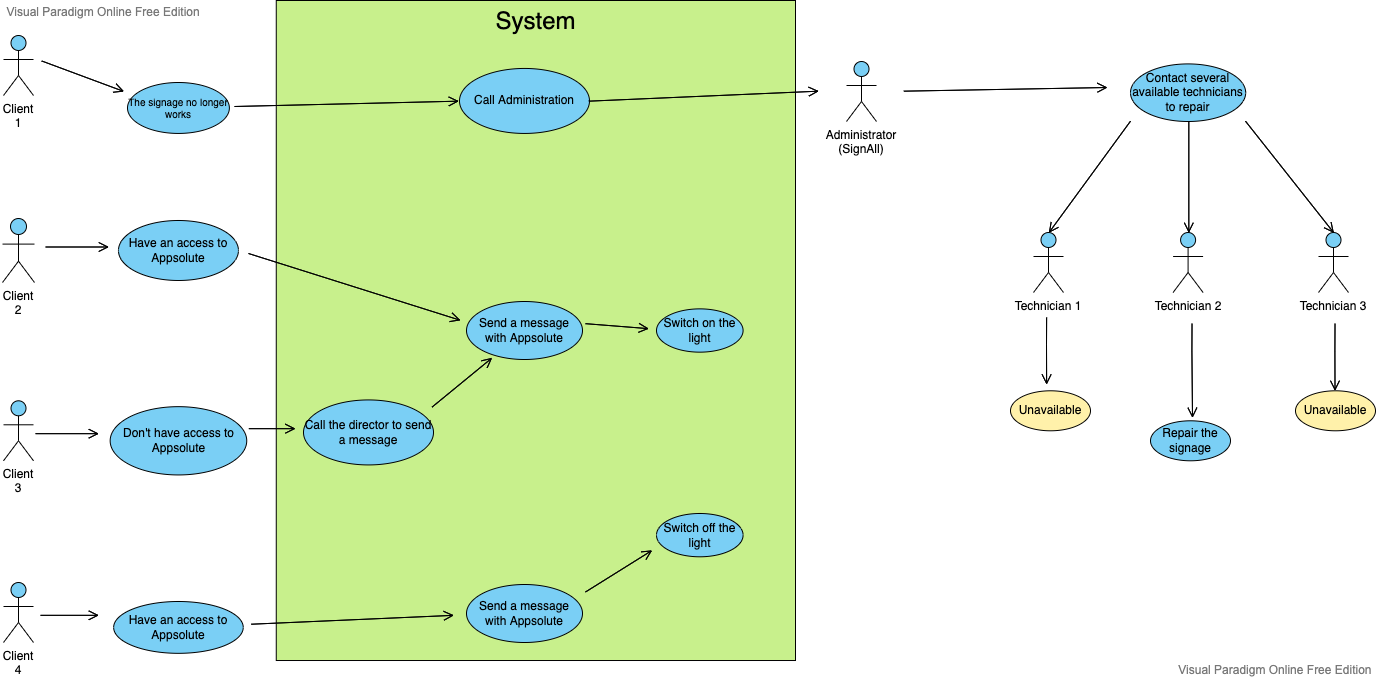 Visual Paradigm Online Free Edition
System
Client
1
The signage no longer
works
Call Administration
Administrator
(SignAll)
Contact several
available technicians
to repair
Client
2
Have an access to
Appsolute
Send a message
with Appsolute
Switch on the
light
Technician 1
Technician 2
Technician 3
Unavailable
Repair the
signage
Unavailable
Client
3
Don't have access to
Appsolute
Call the director to send
a message
Switch off the
light
Client
4
Have an access to
Appsolute
Send a message
with Appsolute
Visual Paradigm Online Free Edition